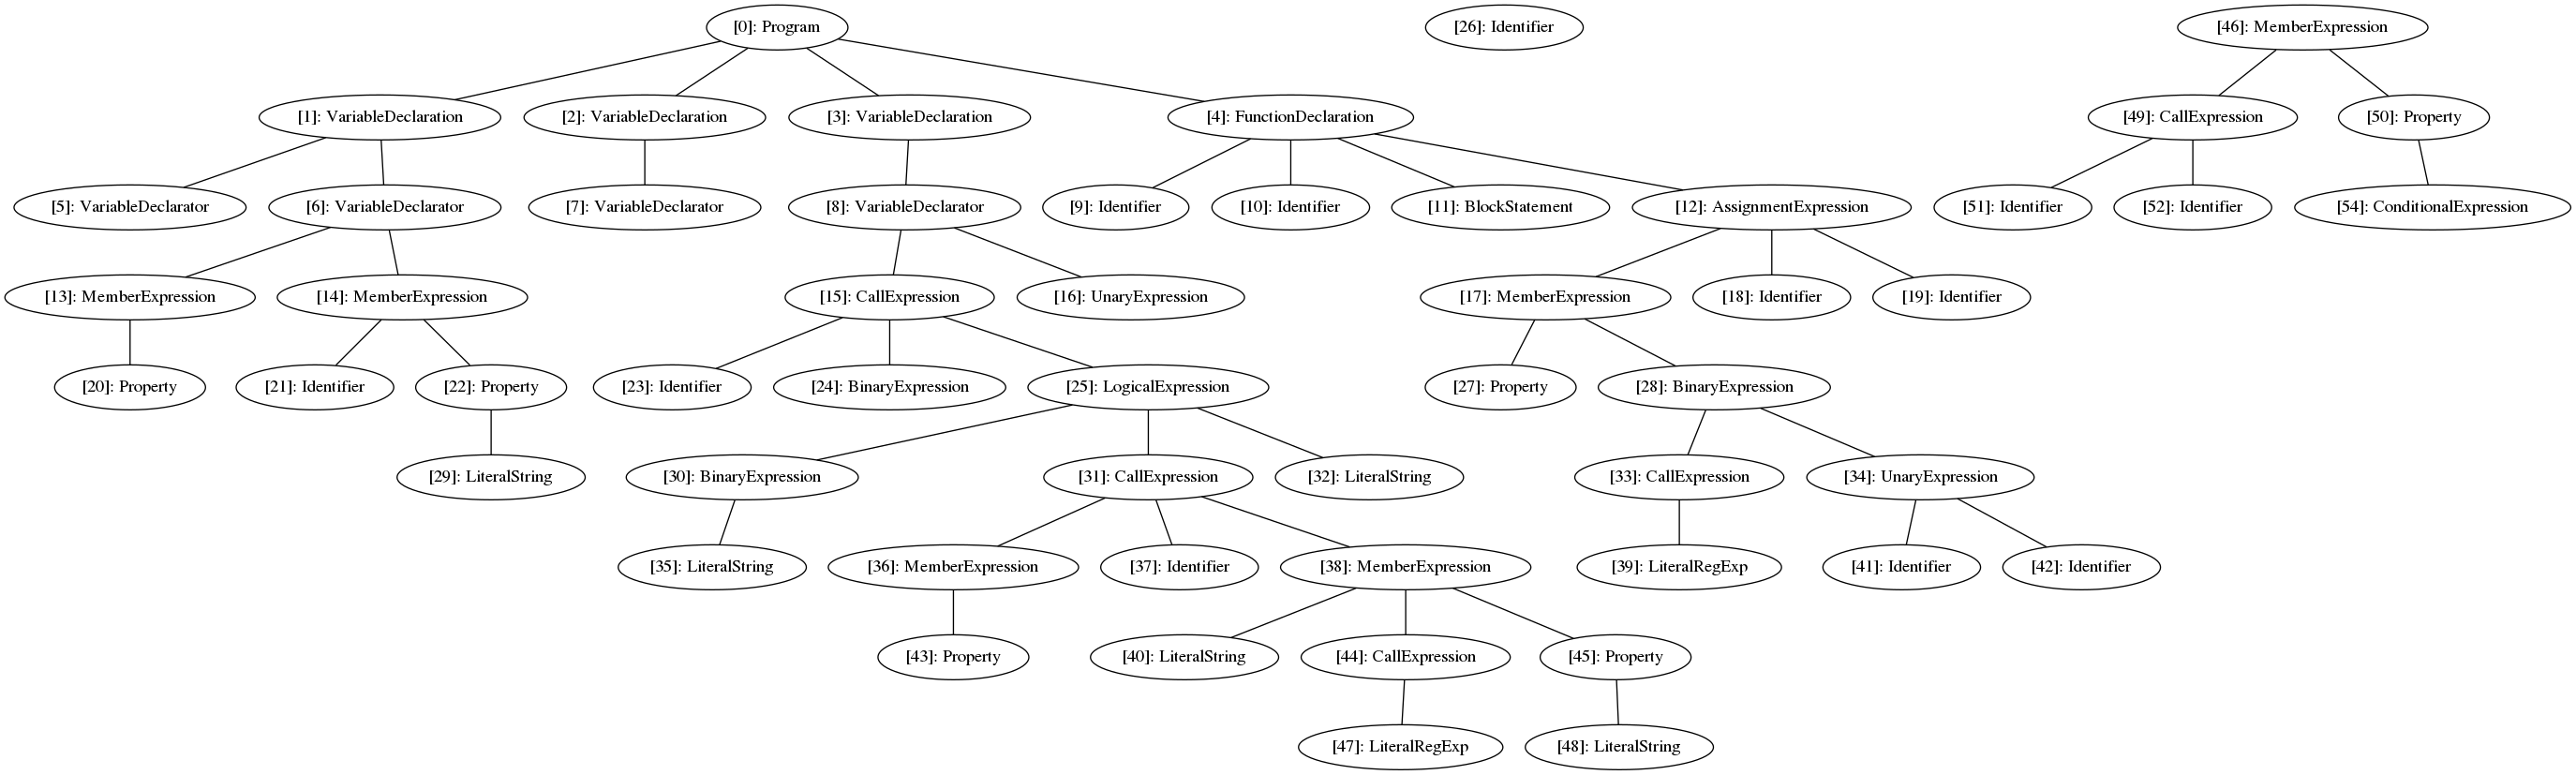 [0]: Program
[26]: Identifier
[46]: MemberExpression
[1]: VariableDeclaration
[2]: VariableDeclaration
[3]: VariableDeclaration
[4]: FunctionDeclaration
[49]: CallExpression
[50]: Property
[5]: VariableDeclarator
[6]: VariableDeclarator
[7]: VariableDeclarator
[8]: VariableDeclarator
[9]: Identifier
[10]: Identifier
[11]: BlockStatement
[12]: AssignmentExpression
[51]: Identifier
[52]: Identifier
[54]: ConditionalExpression
[13]: MemberExpression
[14]: MemberExpression
[15]: CallExpression
[16]: UnaryExpression
[17]: MemberExpression
[18]: Identifier
[19]: Identifier
[20]: Property
[21]: Identifier
[22]: Property
[23]: Identifier
[24]: BinaryExpression
[25]: LogicalExpression
[27]: Property
[28]: BinaryExpression
[29]: LiteralString
[30]: BinaryExpression
[31]: CallExpression
[32]: LiteralString
[33]: CallExpression
[34]: UnaryExpression
[35]: LiteralString
[36]: MemberExpression
[37]: Identifier
[38]: MemberExpression
[39]: LiteralRegExp
[41]: Identifier
[42]: Identifier
[43]: Property
[40]: LiteralString
[44]: CallExpression
[45]: Property
[47]: LiteralRegExp
[48]: LiteralString